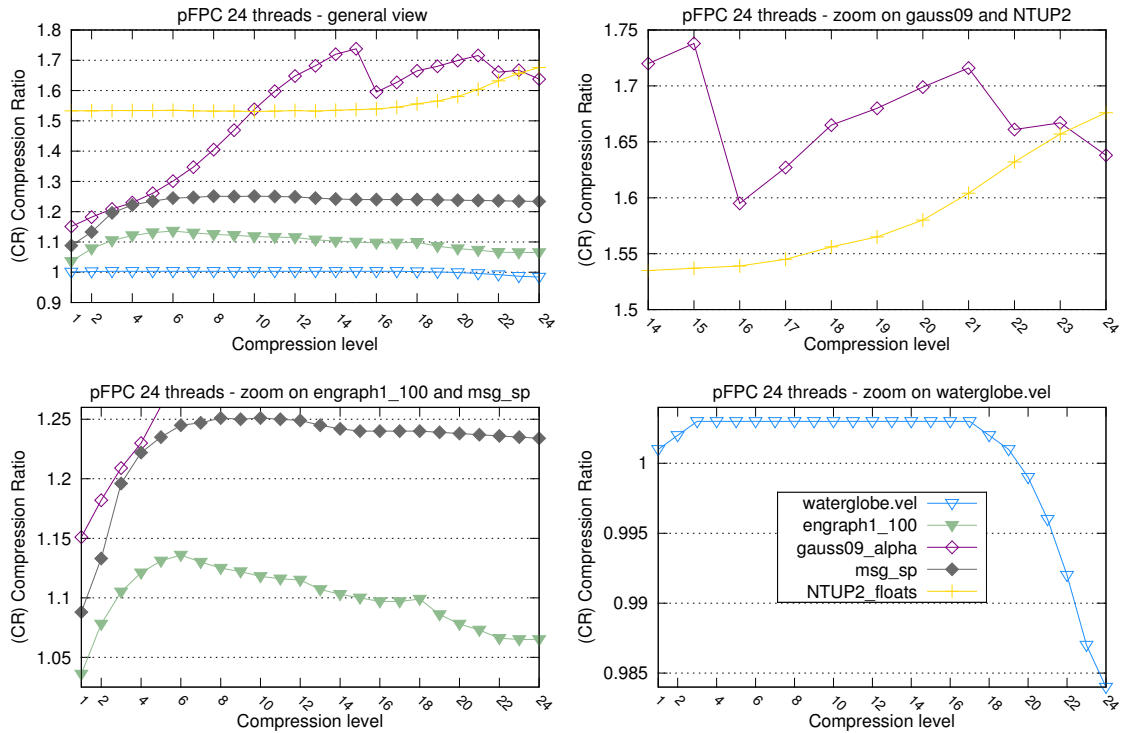 pFPC 24 threads - general view
(CR) Compression Ratio
1.8
1.7
1.6
1.5
1.4
1.3
1.2
1.1
1
0.9
1 2 4 6 8 10 12 14 16 18 20 22 24
Compression level
pFPC 24 threads - zoom on gauss09 and NTUP2
(CR) Compression Ratio
1.75
1.7
1.65
1.6
1.55
1.5
14 15 16 17 18 19 20 21 22 23 24
Compression level
pFPC 24 threads - zoom on engraph1_100 and msg_sp
(CR) Compression Ratio
1.25
1.2
1.15
1.1
1.05
1 2 4 6 8 10 12 14 16 18 20 22 24
Compression level
pFPC 24 threads - zoom on waterglobe.vel
(CR) Compression Ratio
1
0.995
0.99
0.985
waterglobe.vel
engraph1_100
gauss09_alpha
msg_sp
NTUP2_floats
1 2 4 6 8 10 12 14 16 18 20 22 24
Compression level